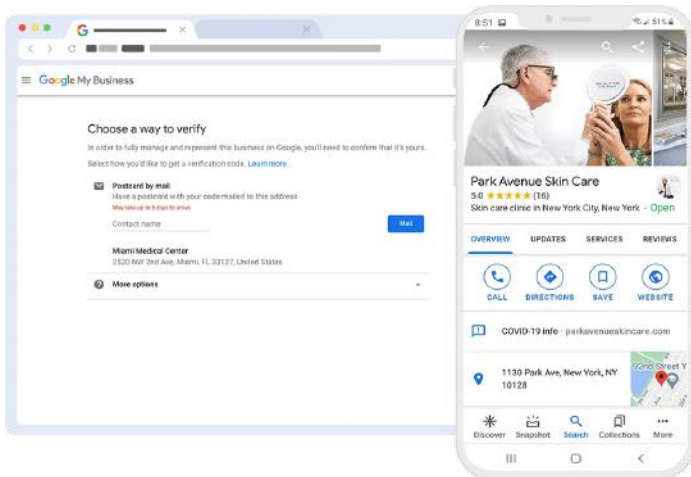 Google My Business
Choose a way to verify
In order to fully manage and represent this business on Google, you'll need to confirm that it's yours.
Select how you'd like to get a verification code. Learn more
Postcard by mail
Have a postcard with your code mailed to this address
May take up to 5 days to arrive
Contact name
Mail
Miami Medical Center
2520 NW 2nd Ave, Miami, FL 33127, United States
More options
8:51
51%
Park Avenue Skin Care
5.0 ★★★★★ (16)
Skin care clinic in New York City, New York · Open
OVERVIEW UPDATES SERVICES REVIEWS
CALL DIRECTIONS SAVE WEBSITE
COVID-19 info · parkavenueskincare.com
1130 Park Ave, New York, NY
10128
92nd Street Y
Discover Snapshot Search Collections More